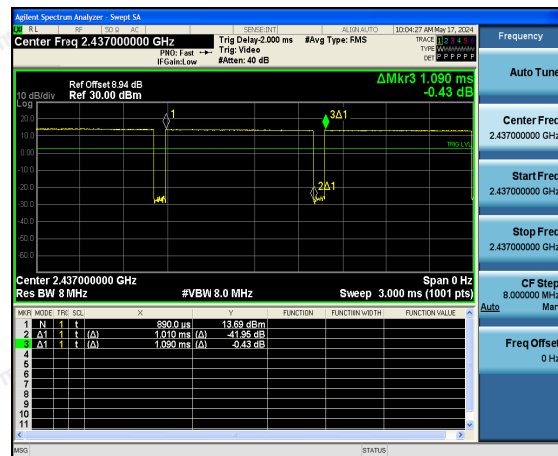 Agilent Spectrum Analyzer - Swept SA
RL RF 50 Ω AC SENSE:INT ALIGN AUTO 10:04:27 AM May 17, 2024
Center Freq 2.437000000 GHz
PNO: Fast
IFGain:Low
Trig Delay-2.000 ms
Trig: Video
#Atten: 40 dB
#Avg Type: RMS
TRACE 1 2 3 4 5 6
TYPE
DET P P P P P P
Frequency
Auto Tune
ΔMkr3 1.090 ms
-0.43 dB
Ref Offset 8.94 dB
Ref 30.00 dBm
10 dB/div
Log
20.0
10.0
0.00
-10.0
-20.0
-30.0
-40.0
-50.0
-60.0
1
3Δ1
2Δ1
TRIG LVL
Center Freq
2.437000000 GHz
Start Freq
2.437000000 GHz
Stop Freq
2.437000000 GHz
CF Step
8.000000 MHz
Auto Man
Freq Offset
0 Hz
Center 2.437000000 GHz
Res BW 8 MHz
#VBW 8.0 MHz
Span 0 Hz
Sweep 3.000 ms (1001 pts)
MKR MODE TRC SCL X Y FUNCTION FUNCTION WIDTH FUNCTION VALUE
1 N 1 t 890.0 µs 13.69 dBm
2 Δ1 1 t (Δ) 1.010 ms (Δ) -41.95 dB
3 Δ1 1 t (Δ) 1.090 ms (Δ) -0.43 dB
4
5
6
7
8
9
10
11
MSG STATUS